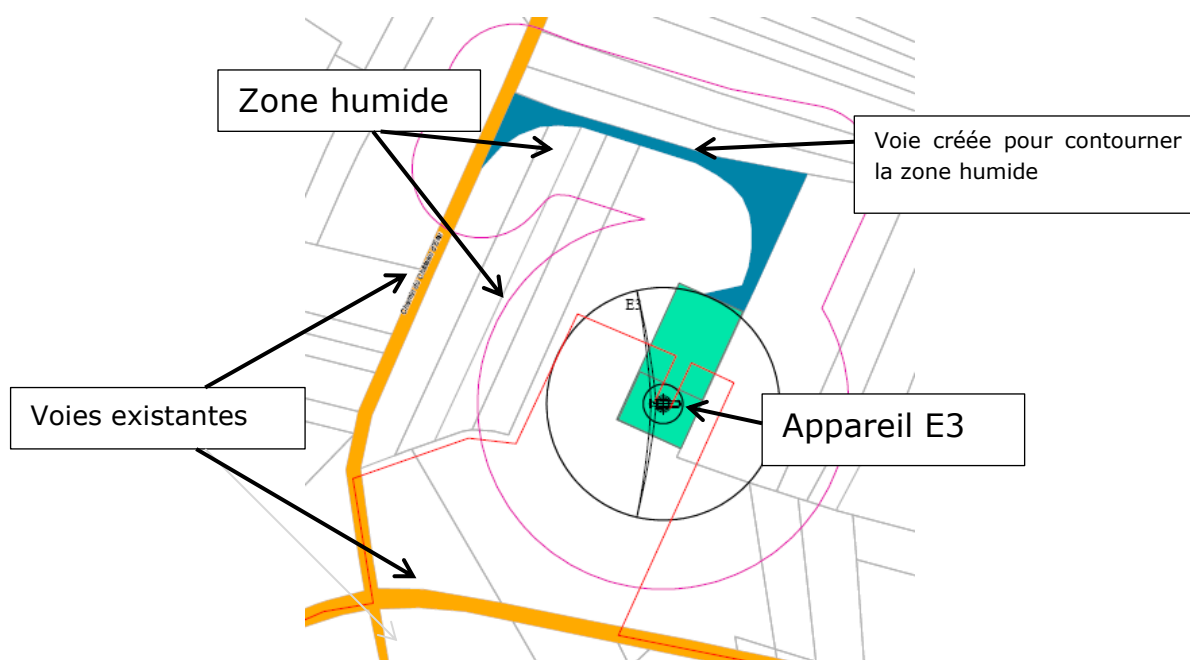 Zone humide
Voie créée pour contourner
la zone humide
E3
Voies existantes
Appareil E3